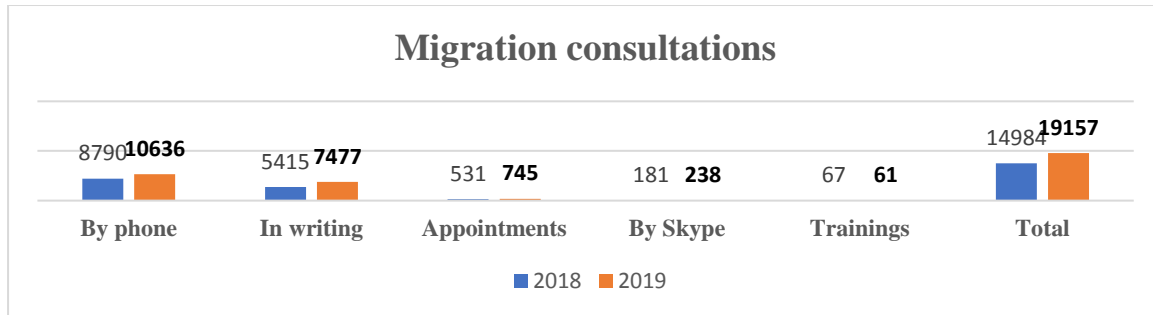 Migration consultations
8790 10636 5415 7477 531 745 181 238 67 61 14984 19157
By phone In writing Appointments By Skype Trainings Total
2018 2019